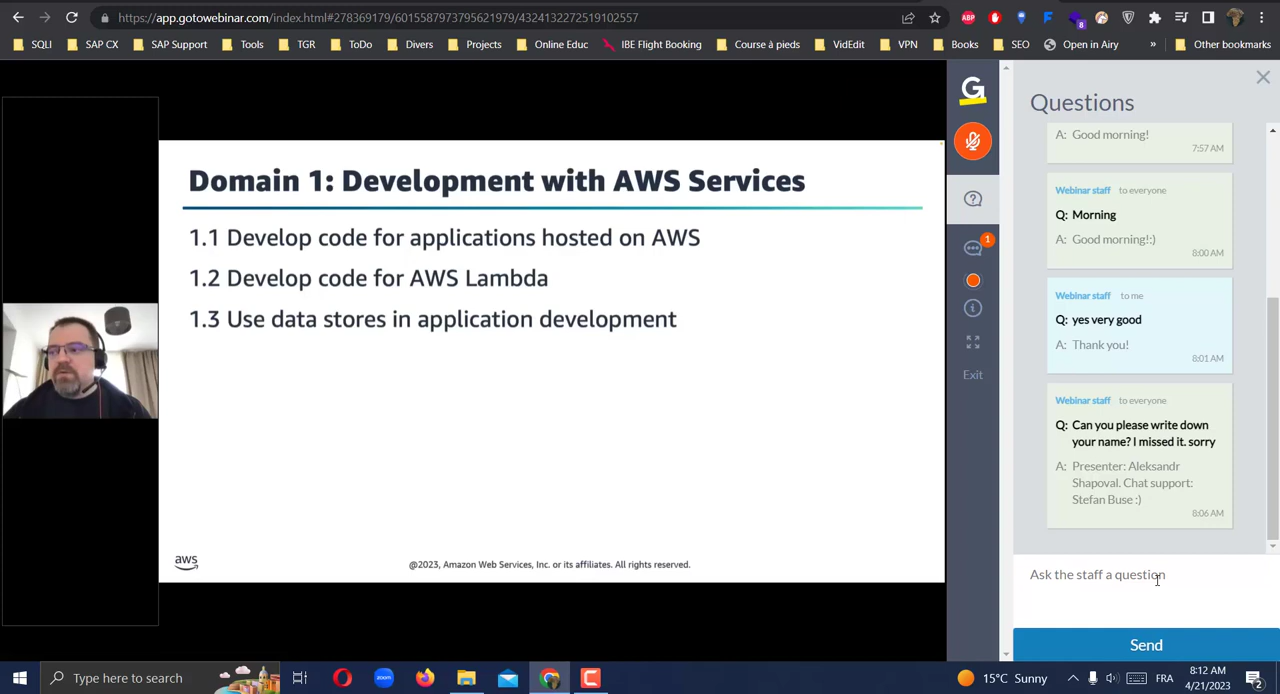 https://app.gotowebinar.com/index.html#278369179/6015587973795621979/4324132272519102557
ABP
F
8
SQLI
SAP CX
SAP Support
Tools
TGR
ToDo
Divers
Projects
Online Educ
IBE Flight Booking
Course à pieds
VidEdit
VPN
Books
SEO
Open in Airy
»
Other bookmarks
Domain 1: Development with AWS Services
1.1 Develop code for applications hosted on AWS
1.2 Develop code for AWS Lambda
1.3 Use data stores in application development
aws
@2023, Amazon Web Services, Inc. or its affiliates. All rights reserved.
G
1
Exit
Questions
A: Good morning!
7:57 AM
Webinar staff to everyone
Q: Morning
A: Good morning!:)
8:00 AM
Webinar staff to me
Q: yes very good
A: Thank you!
8:01 AM
Webinar staff to everyone
Q: Can you please write down
your name? I missed it. sorry
A: Presenter: Aleksandr
Shapoval. Chat support:
Stefan Buse :)
8:06 AM
Ask the staff a question
Send
Type here to search
zoom
15°C Sunny
FRA
8:12 AM
4/21/2023
2